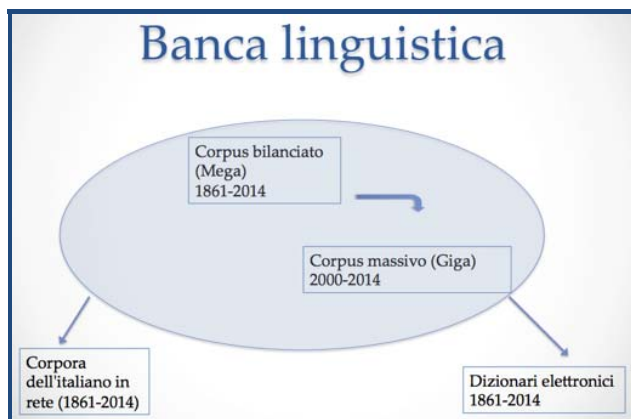 Banca linguistica
Corpus bilanciato
(Mega)
1861-2014
Corpus massivo (Giga)
2000-2014
Corpora
dell'italiano in
rete (1861-2014)
Dizionari elettronici
1861-2014